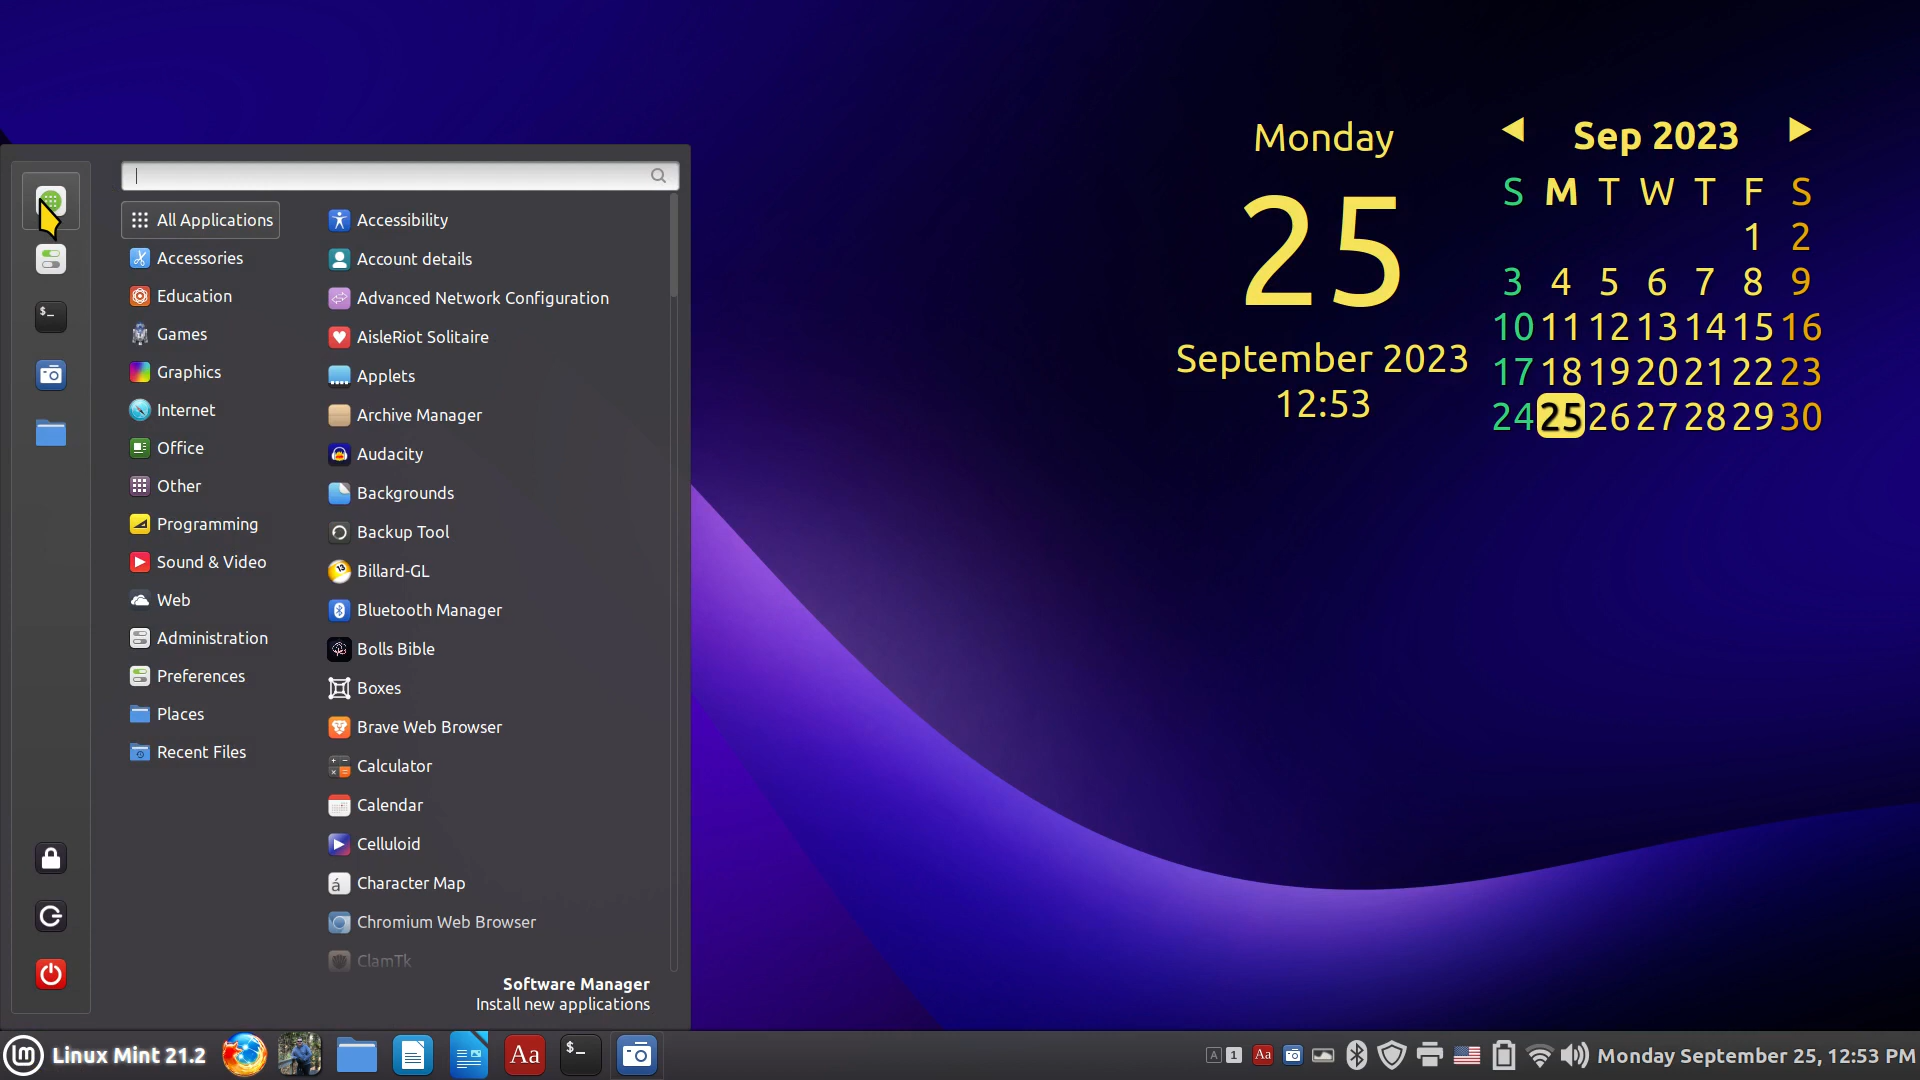 All Applications
Accessories
Education
Games
Graphics
Internet
Office
Other
Programming
Sound & Video
Web
Administration
Preferences
Places
Recent Files
Accessibility
Account details
Advanced Network Configuration
AisleRiot Solitaire
Applets
Archive Manager
Audacity
Backgrounds
Backup Tool
Billard-GL
Bluetooth Manager
Bolls Bible
Boxes
Brave Web Browser
Calculator
Calendar
Celluloid
Character Map
Chromium Web Browser
ClamTk
Software Manager
Install new applications
Monday
25
September 2023
12:53
Sep 2023
S M T W T F S
1 2
3 4 5 6 7 8 9
10 11 12 13 14 15 16
17 18 19 20 21 22 23
24 25 26 27 28 29 30
Linux Mint 21.2
Aa
$_
A 1
Aa
Monday September 25, 12:53 PM